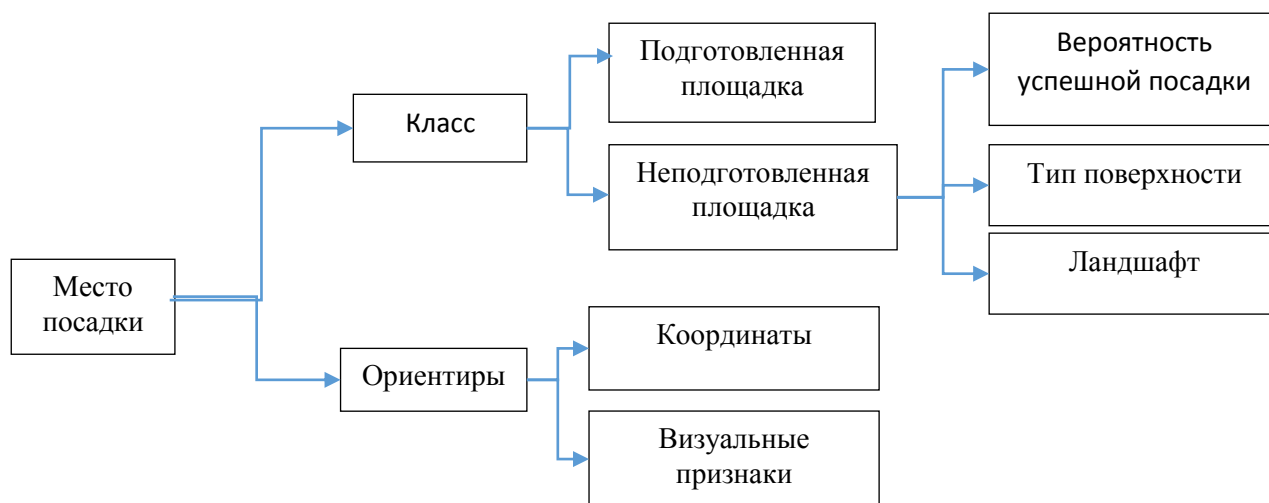 Место
посадки
Класс
Подготовленная
площадка
Неподготовленная
площадка
Вероятность
успешной посадки
Тип поверхности
Ландшафт
Ориентиры
Координаты
Визуальные
признаки